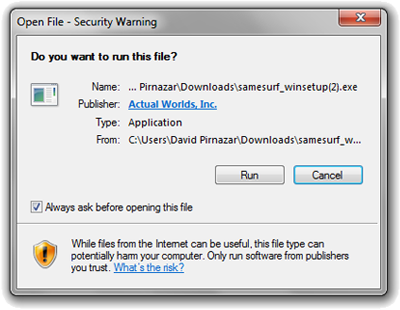 Open File - Security Warning
Do you want to run this file?
Name: ... Pirnazar\Downloads\samesurf_winsetup(2).exe
Publisher: Actual Worlds, Inc.
Type: Application
From: C:\Users\David Pirnazar\Downloads\samesurf_w...
Run Cancel
Always ask before opening this file
While files from the Internet can be useful, this file type can
potentially harm your computer. Only run software from publishers
you trust. What's the risk?